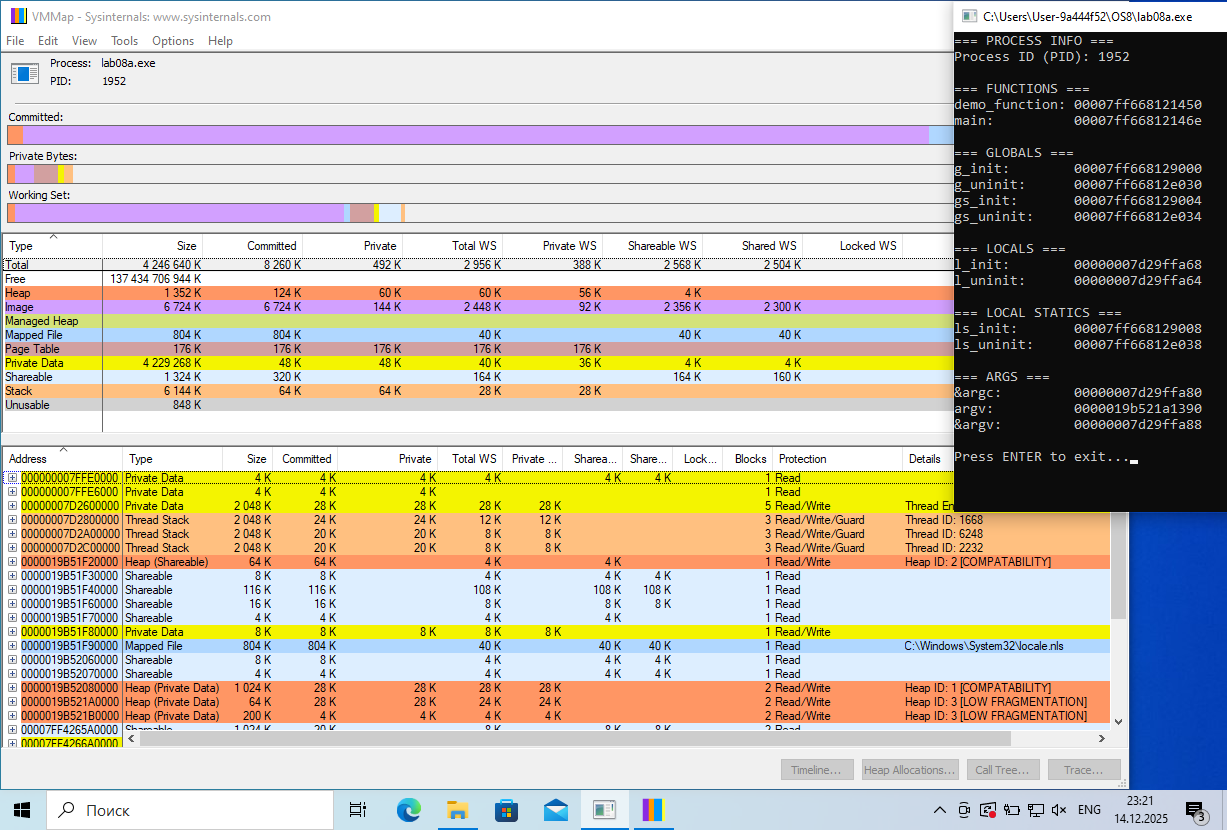 VMMap - Sysinternals: www.sysinternals.com
File Edit View Tools Options Help
Process: lab08a.exe
PID: 1952
Committed:
Private Bytes:
Working Set:
Type Size Committed Private Total WS Private WS Shareable WS Shared WS Locked WS
Total 4 246 640 K 8 260 K 492 K 2 956 K 388 K 2 568 K 2 504 K
Free 137 434 706 944 K
Heap 1 352 K 124 K 60 K 60 K 56 K 4 K
Image 6 724 K 6 724 K 144 K 2 448 K 92 K 2 356 K 2 300 K
Managed Heap
Mapped File 804 K 804 K 40 K 40 K 40 K
Page Table 176 K 176 K 176 K 176 K 176 K
Private Data 4 229 268 K 48 K 48 K 40 K 36 K 4 K 4 K
Shareable 1 324 K 320 K 164 K 164 K 160 K
Stack 6 144 K 64 K 64 K 28 K 28 K
Unusable 848 K
Address Type Size Committed Private Total WS Private ... Sharea... Share... Lock... Blocks Protection Details
000000007FFE0000 Private Data 4 K 4 K 4 K 4 K 4 K 4 K 1 Read
000000007FFE6000 Private Data 4 K 4 K 4 K 1 Read
00000007D2600000 Private Data 2 048 K 28 K 28 K 28 K 28 K 5 Read/Write Thread En
00000007D2800000 Thread Stack 2 048 K 24 K 24 K 12 K 12 K 3 Read/Write/Guard Thread ID: 1668
00000007D2A00000 Thread Stack 2 048 K 20 K 20 K 8 K 8 K 3 Read/Write/Guard Thread ID: 6248
00000007D2C00000 Thread Stack 2 048 K 20 K 20 K 8 K 8 K 3 Read/Write/Guard Thread ID: 2232
0000019B51F20000 Heap (Shareable) 64 K 64 K 4 K 4 K 1 Read/Write Heap ID: 2 [COMPATABILITY]
0000019B51F30000 Shareable 8 K 8 K 4 K 4 K 4 K 1 Read
0000019B51F40000 Shareable 116 K 116 K 108 K 108 K 108 K 1 Read
0000019B51F60000 Shareable 16 K 16 K 8 K 8 K 8 K 1 Read
0000019B51F70000 Shareable 4 K 4 K 4 K 4 K 1 Read
0000019B51F80000 Private Data 8 K 8 K 8 K 8 K 8 K 1 Read/Write
0000019B51F90000 Mapped File 804 K 804 K 40 K 40 K 40 K 1 Read C:\Windows\System32\locale.nls
0000019B52060000 Shareable 8 K 8 K 4 K 4 K 4 K 1 Read
0000019B52070000 Shareable 4 K 4 K 4 K 4 K 4 K 1 Read
0000019B52080000 Heap (Private Data) 1 024 K 28 K 28 K 28 K 28 K 2 Read/Write Heap ID: 1 [COMPATABILITY]
0000019B521A0000 Heap (Private Data) 64 K 28 K 28 K 24 K 24 K 2 Read/Write Heap ID: 3 [LOW FRAGMENTATION]
0000019B521B0000 Heap (Private Data) 200 K 4 K 4 K 4 K 4 K 2 Read/Write Heap ID: 3 [LOW FRAGMENTATION]
00007FF4265A0000 Shareable 1 024 K 20 K 8 K 8 K 8 K 2 Read
00007FF4266A0000
Timeline... Heap Allocations... Call Tree... Trace...
C:\Users\User-9a444f52\OS8\lab08a.exe
=== PROCESS INFO ===
Process ID (PID): 1952
=== FUNCTIONS ===
demo_function: 00007ff668121450
main: 00007ff66812146e
=== GLOBALS ===
g_init: 00007ff668129000
g_uninit: 00007ff66812e030
gs_init: 00007ff668129004
gs_uninit: 00007ff66812e034
=== LOCALS ===
l_init: 00000007d29ffa68
l_uninit: 00000007d29ffa64
=== LOCAL STATICS ===
ls_init: 00007ff668129008
ls_uninit: 00007ff66812e038
=== ARGS ===
&argc: 00000007d29ffa80
argv: 0000019b521a1390
&argv: 00000007d29ffa88
Press ENTER to exit...
Поиск
ENG
23:21
14.12.2025
3